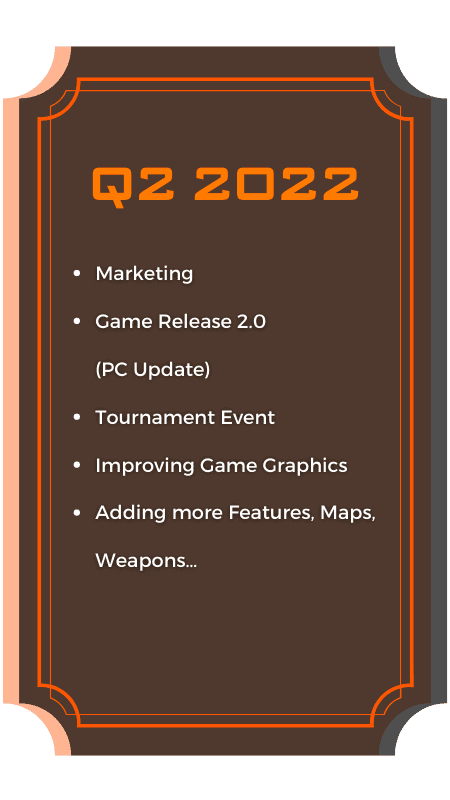 Q2 2022
• Marketing
• Game Release 2.0
(PC Update)
• Tournament Event
• Improving Game Graphics
• Adding more Features, Maps,
Weapons...